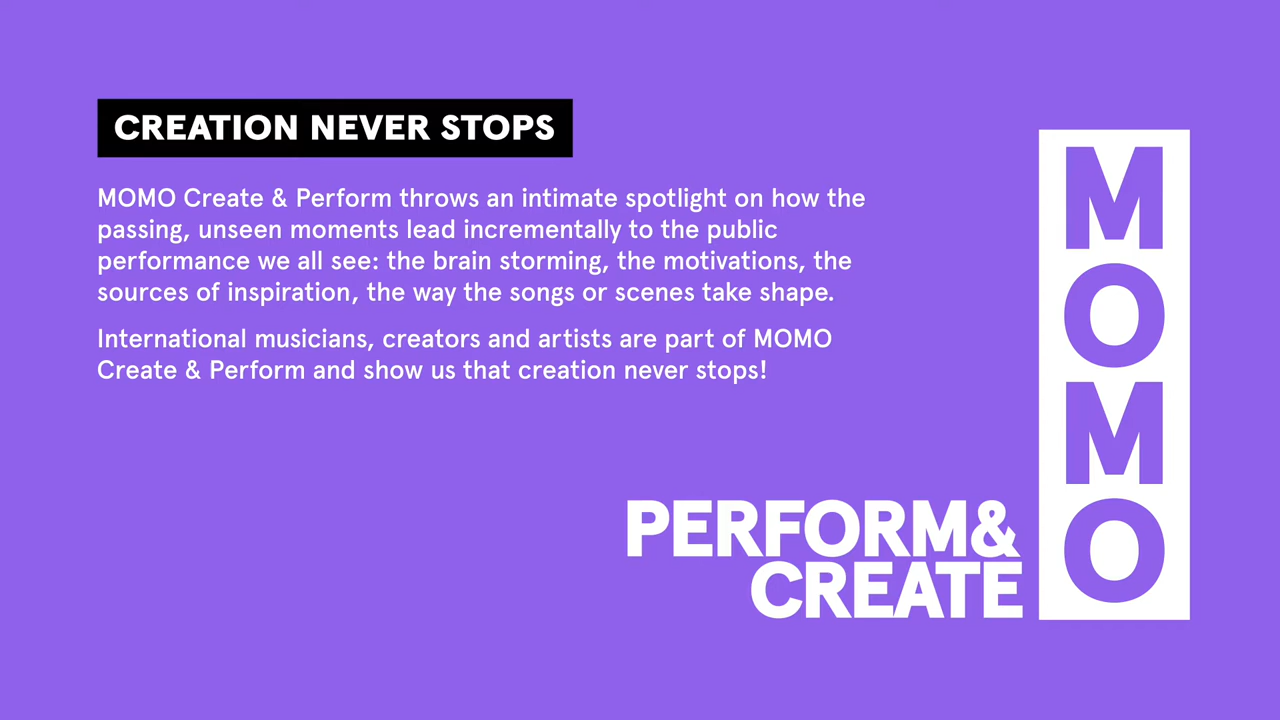 CREATION NEVER STOPS
MOMO Create & Perform throws an intimate spotlight on how the
passing, unseen moments lead incrementally to the public
performance we all see: the brain storming, the motivations, the
sources of inspiration, the way the songs or scenes take shape.
International musicians, creators and artists are part of MOMO
Create & Perform and show us that creation never stops!
PERFORM&
CREATE
MOMO